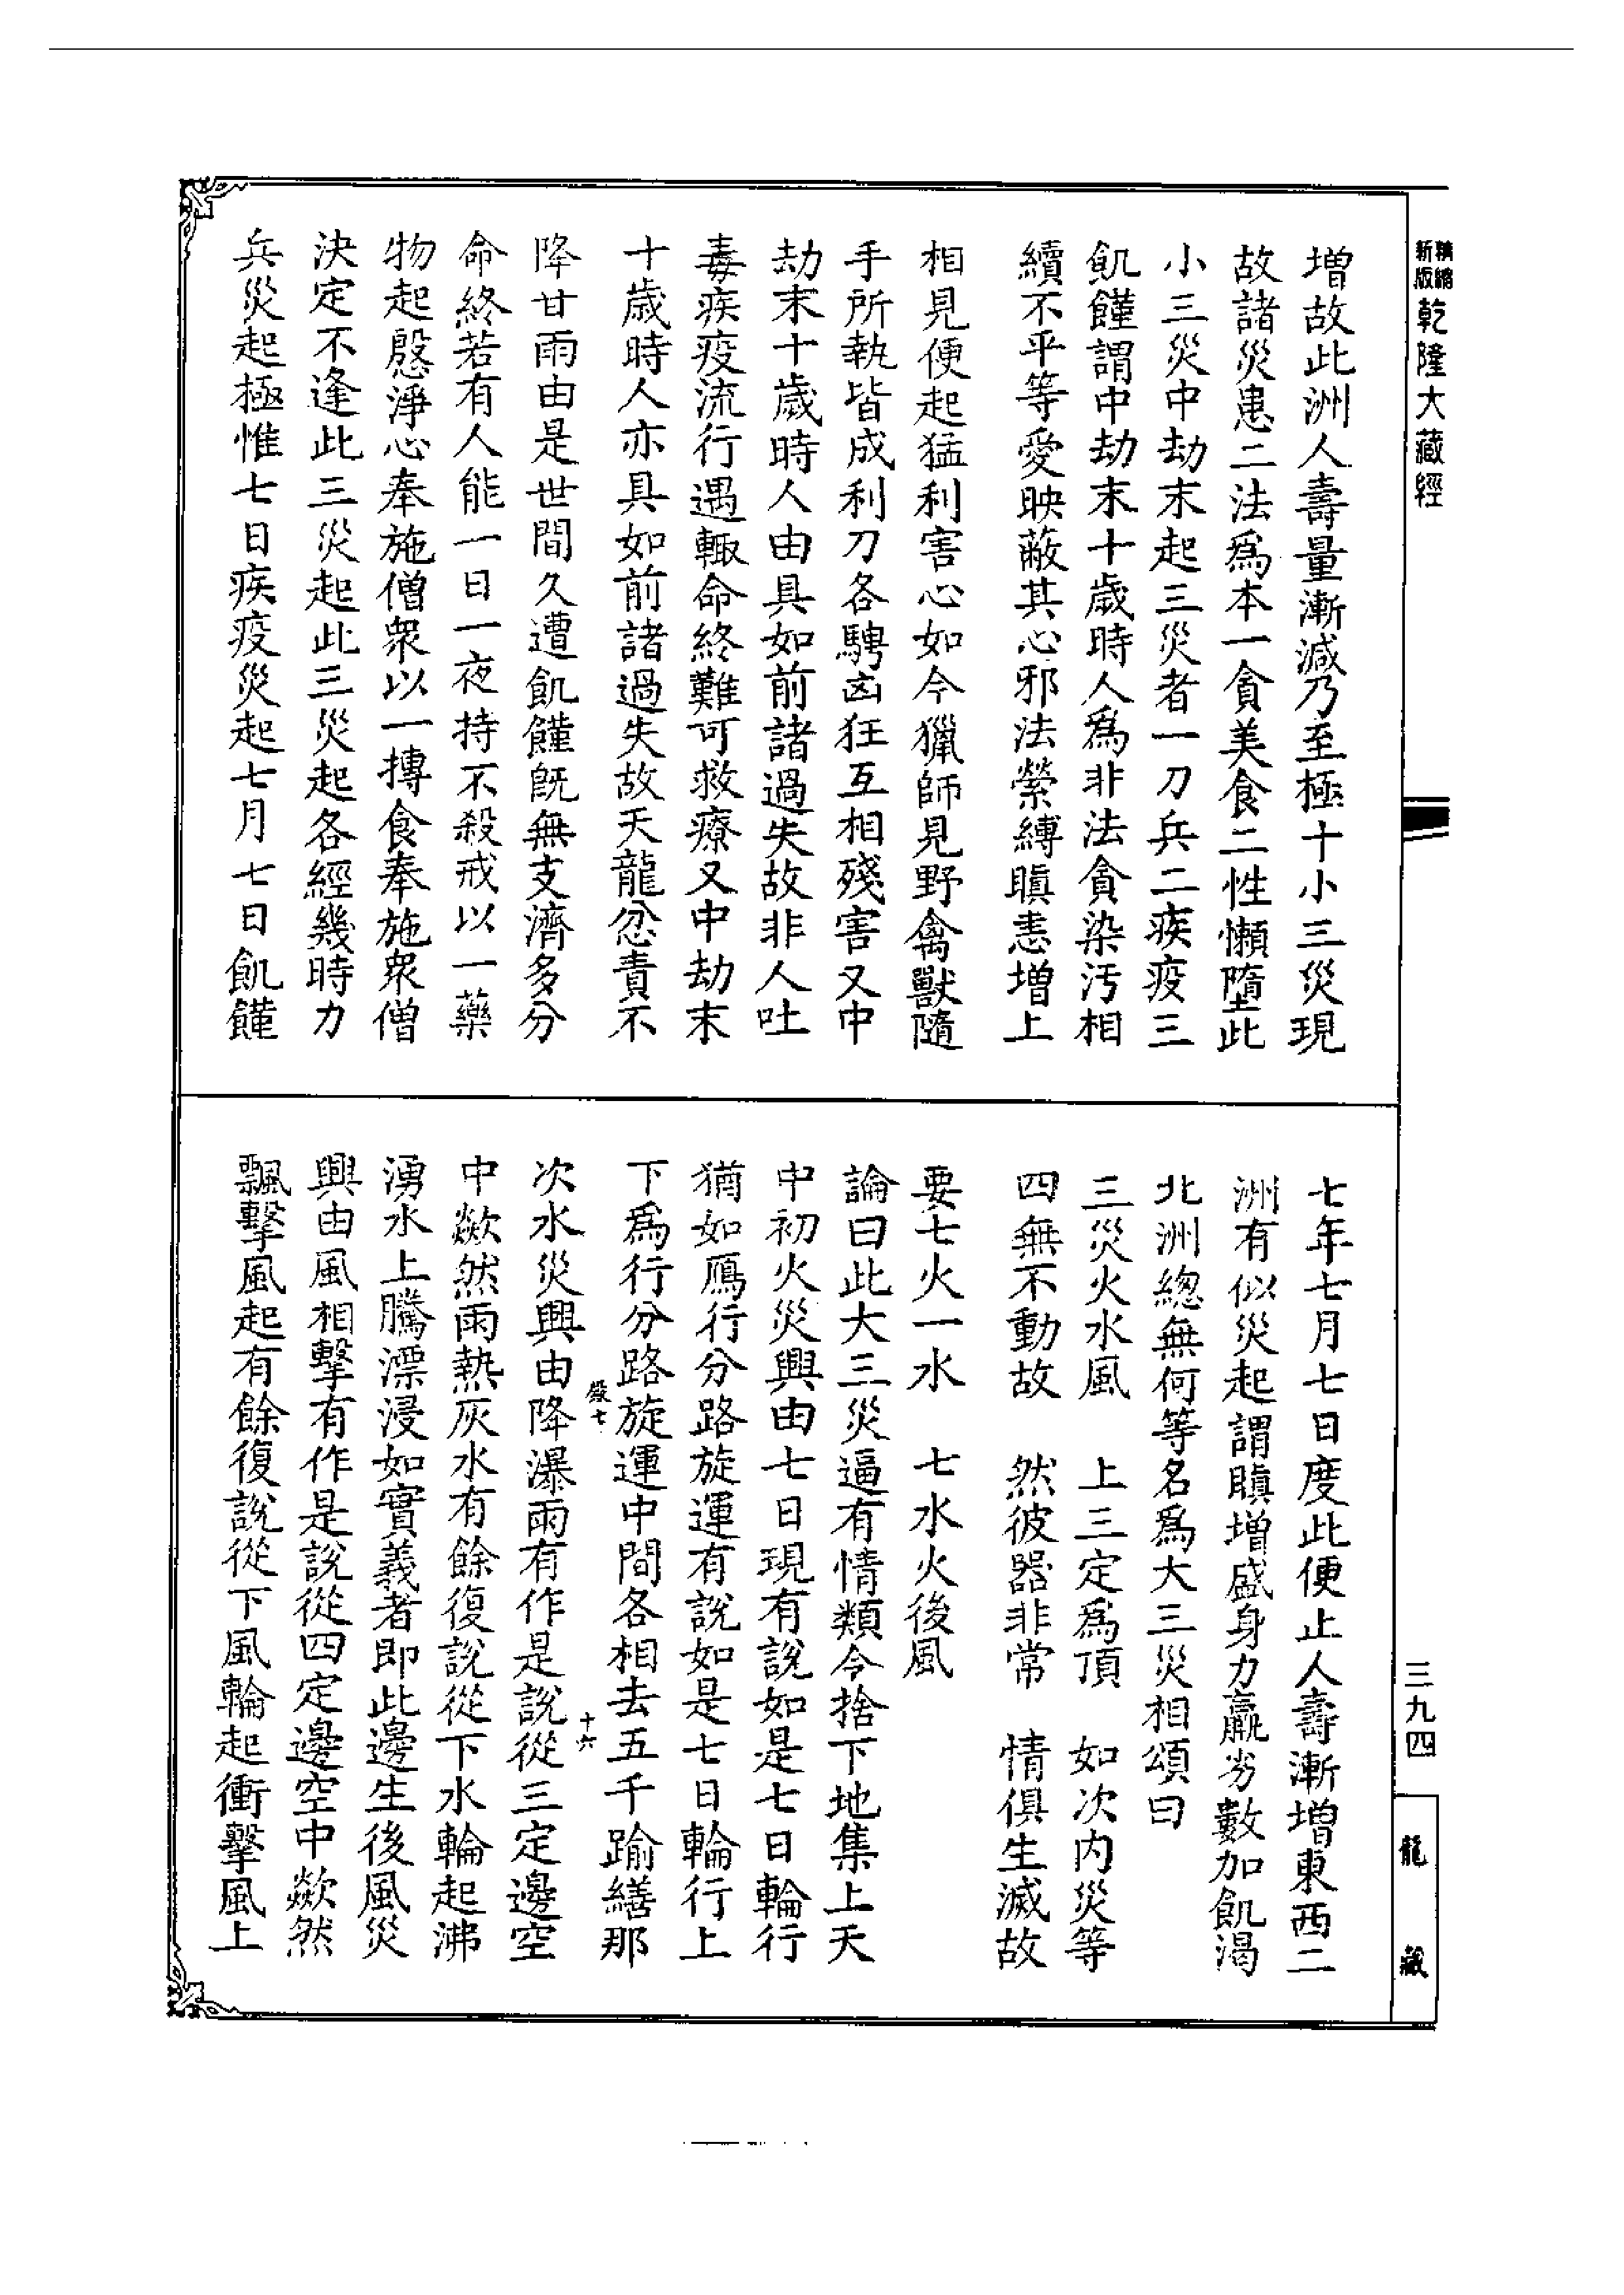 精縮
新版
乾隆大藏經
增故此洲人壽量漸減乃至極十小三災現
故諸災患二法爲本一貪美食二性懶墮此
小三災中劫末起三災者一刀兵二疾疫三
飢饉謂中劫末十歲時人爲非法貪染污相
續不平等愛映蔽其心邪法縈縛瞋恚增上
相見便起猛利害心如今獵師見野禽獸隨
手所執皆成利刀各騁凶狂互相殘害又中
劫末十歲時人由具如前諸過失故非人吐
毒疾疫流行遇輒命終難可救療又中劫末
十歲時人亦具如前諸過失故天龍忿責不
降甘雨由是世間久遭飢饉既無支濟多分
命終若有人能一日一夜持不殺戒以一藥
物起慇淨心奉施僧衆以一摶食奉施衆僧
決定不逢此三災起此三災起各經幾時刀
兵災起極惟七日疾疫災起七月七日飢饉
七年七月七日度此便止人壽漸增東西二
洲有似災起謂瞋增盛身力羸劣數加飢渴
北洲總無何等名爲大三災相頌曰
三災火水風　上三定爲頂　如次内災等
四無不動故　然彼器非常　情俱生滅故
要七火一水　七水火後風
論曰此大三災逼有情類令捨下地集上天
中初火災興由七日現有說如是七日輪行
猶如鴈行分路旋運有說如是七日輪行上
下爲行分路旋運中間各相去五千踰繕那
嚴七
十六
次水災興由降瀑雨有作是說從三定邊空
中歘然雨熱灰水有餘復說從下水輪起沸
湧水上騰漂浸如實義者即此邊生後風災
興由風相擊有作是說從四定邊空中歘然
飄擊風起有餘復說從下風輪起衝擊風上
三九四
龍藏